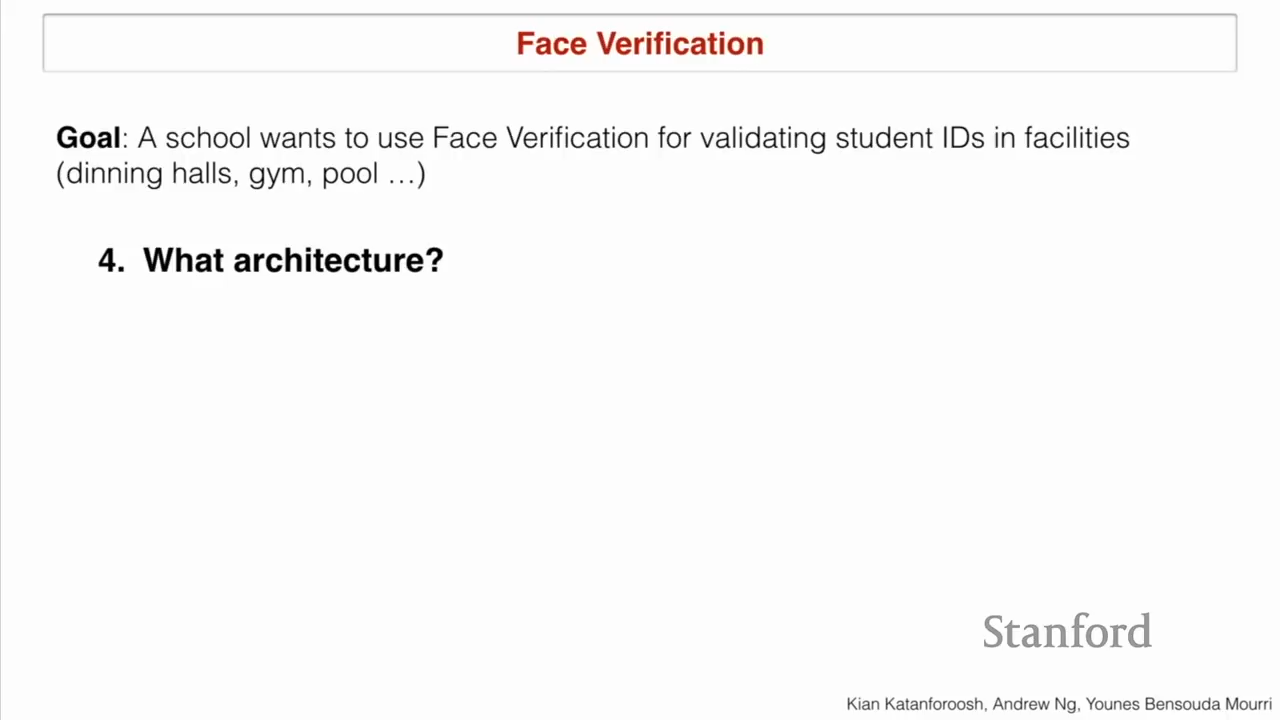 Face Verification
Goal: A school wants to use Face Verification for validating student IDs in facilities
(dinning halls, gym, pool …)
4. What architecture?
Stanford
Kian Katanforoosh, Andrew Ng, Younes Bensouda Mourri